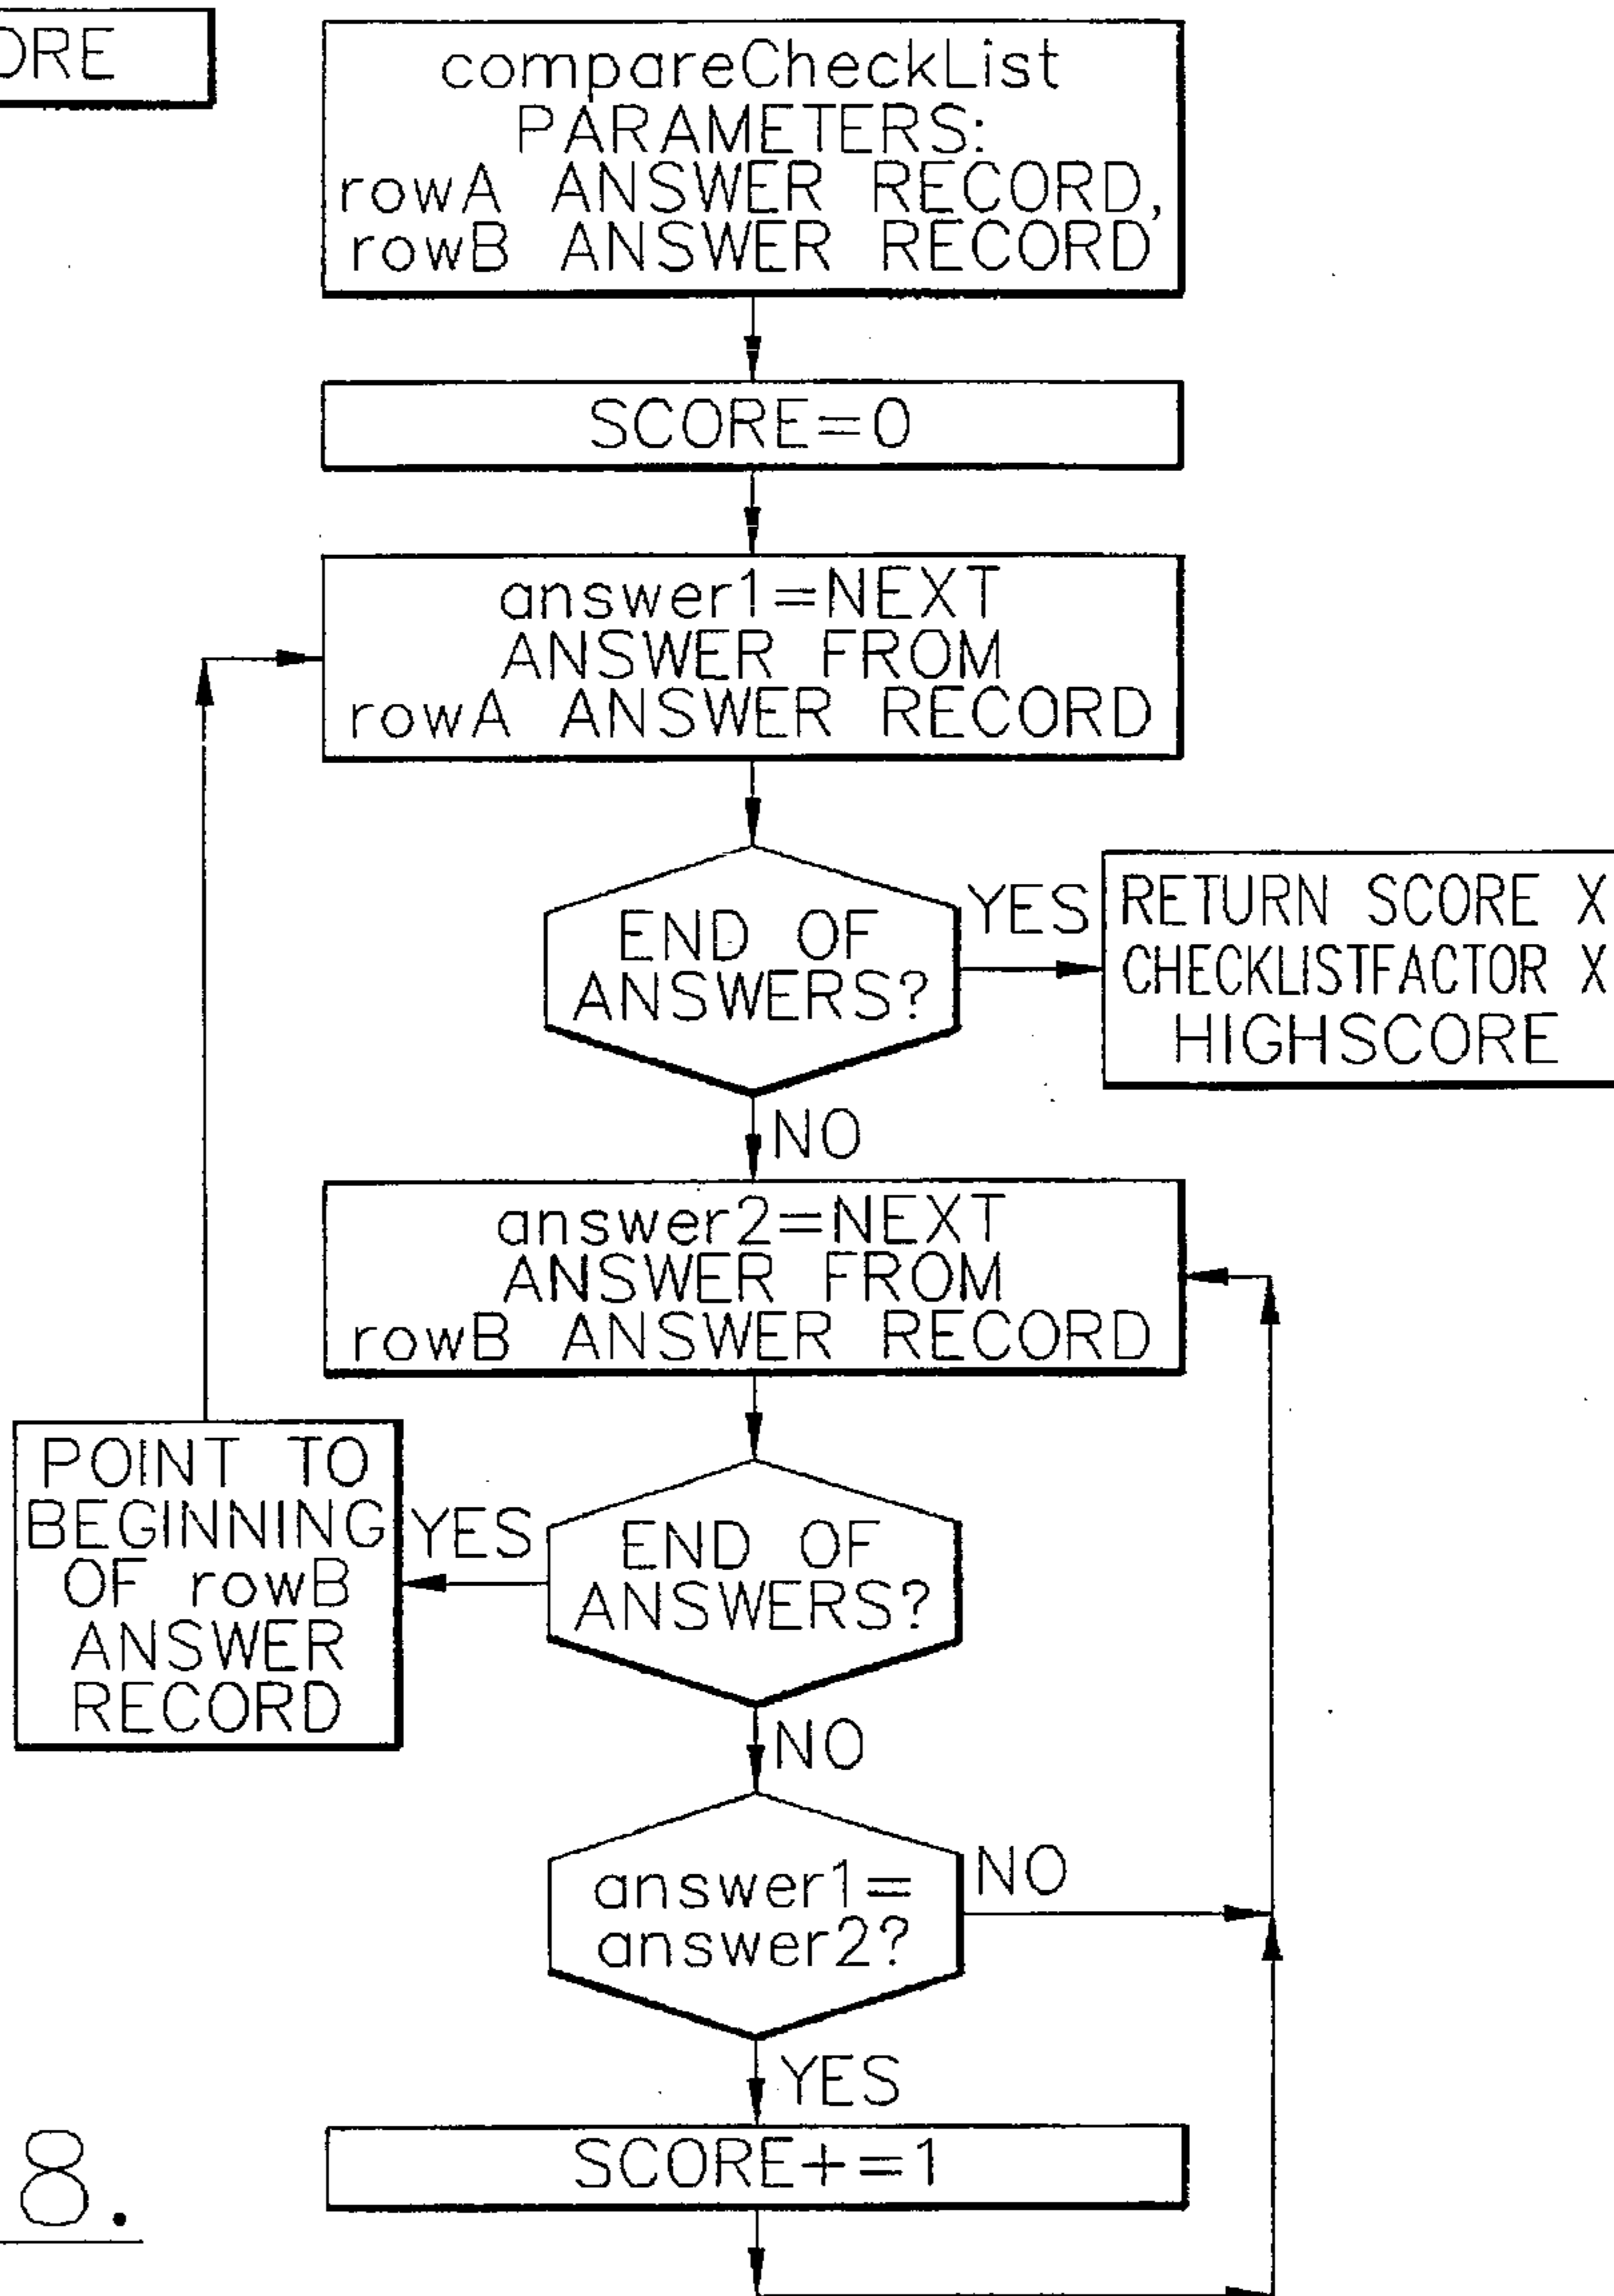 compareCheckList
PARAMETERS:
rowA ANSWER RECORD,
rowB ANSWER RECORD
SCORE=0
answer1=NEXT
ANSWER FROM
rowA ANSWER RECORD
END OF
ANSWERS?
YES
RETURN SCORE X
CHECKLISTFACTOR X
HIGHSCORE
NO
answer2=NEXT
ANSWER FROM
rowB ANSWER RECORD
END OF
ANSWERS?
YES
POINT TO
BEGINNING
OF rowB
ANSWER
RECORD
NO
answer1=
answer2?
NO
YES
SCORE+=1
8.